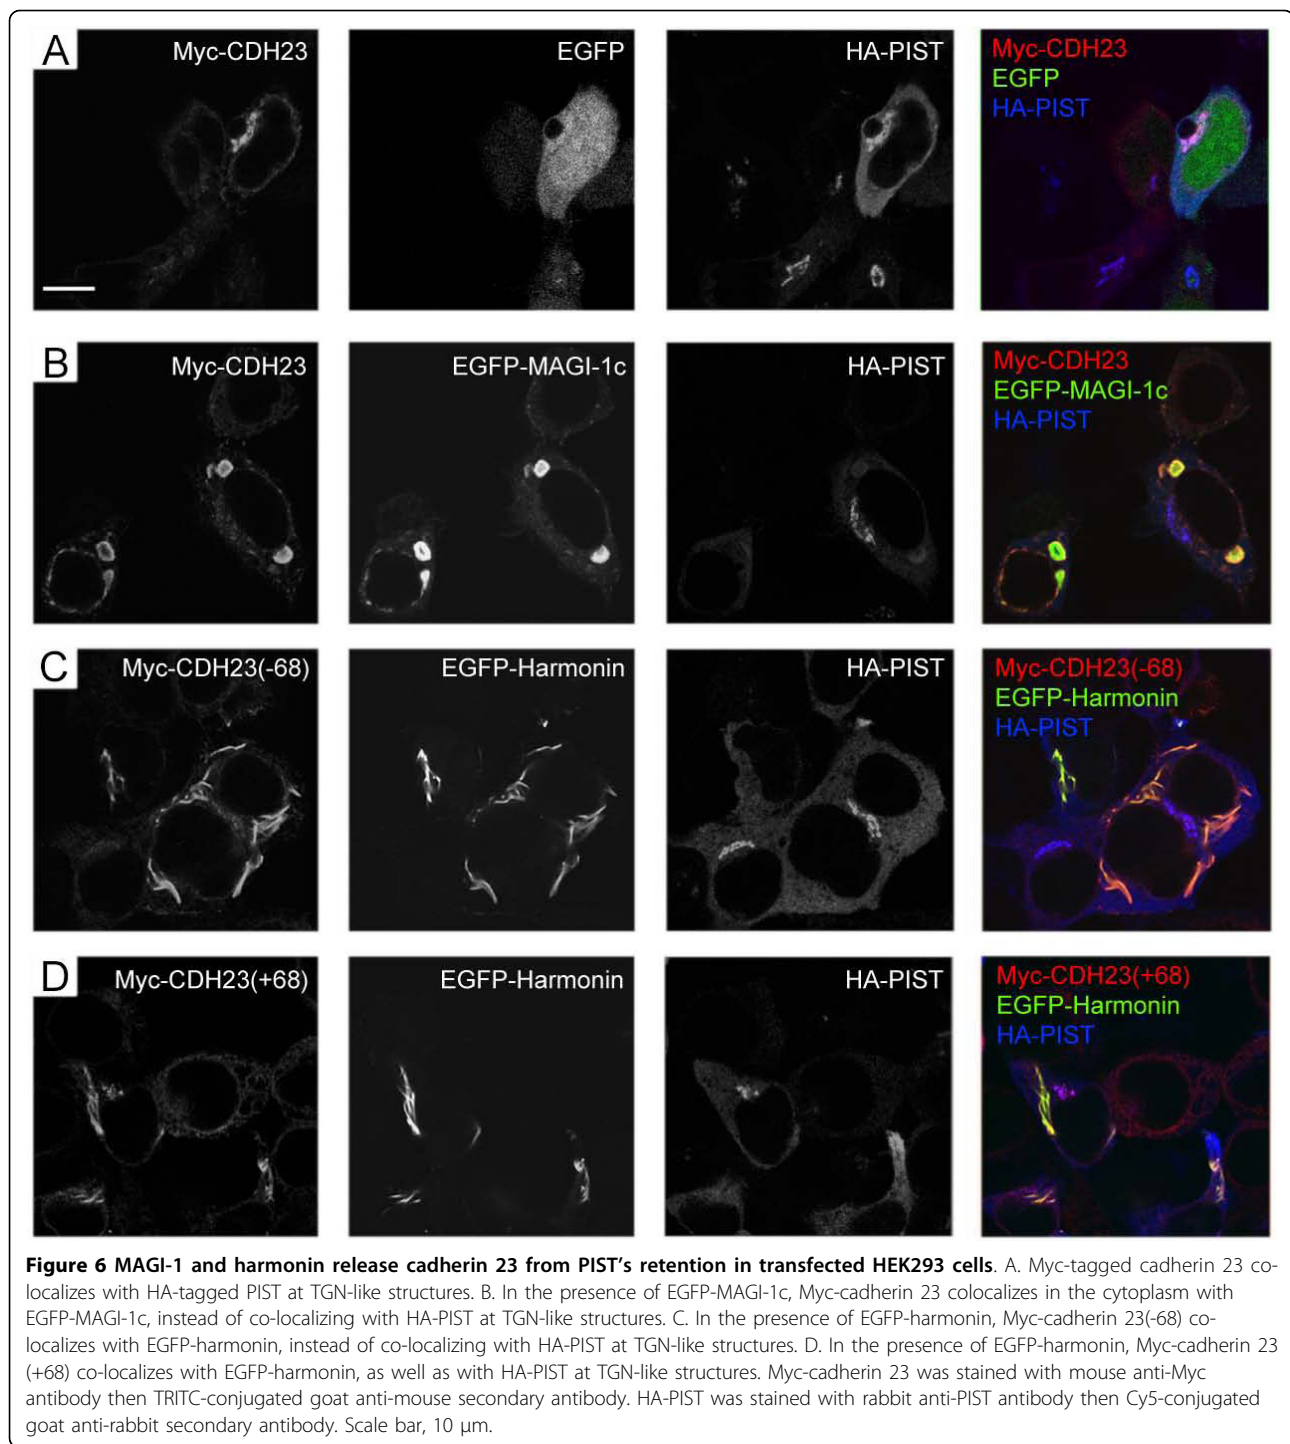 A
Myc-CDH23
EGFP
HA-PIST
Myc-CDH23
EGFP
HA-PIST
B
Myc-CDH23
EGFP-MAGI-1c
HA-PIST
Myc-CDH23
EGFP-MAGI-1c
HA-PIST
C
Myc-CDH23(-68)
EGFP-Harmonin
HA-PIST
Myc-CDH23(-68)
EGFP-Harmonin
HA-PIST
D
Myc-CDH23(+68)
EGFP-Harmonin
HA-PIST
Myc-CDH23(+68)
EGFP-Harmonin
HA-PIST
Figure 6 MAGI-1 and harmonin release cadherin 23 from PIST's retention in transfected HEK293 cells. A. Myc-tagged cadherin 23 co-
localizes with HA-tagged PIST at TGN-like structures. B. In the presence of EGFP-MAGI-1c, Myc-cadherin 23 colocalizes in the cytoplasm with
EGFP-MAGI-1c, instead of co-localizing with HA-PIST at TGN-like structures. C. In the presence of EGFP-harmonin, Myc-cadherin 23(-68) co-
localizes with EGFP-harmonin, instead of co-localizing with HA-PIST at TGN-like structures. D. In the presence of EGFP-harmonin, Myc-cadherin 23
(+68) co-localizes with EGFP-harmonin, as well as with HA-PIST at TGN-like structures. Myc-cadherin 23 was stained with mouse anti-Myc
antibody then TRITC-conjugated goat anti-mouse secondary antibody. HA-PIST was stained with rabbit anti-PIST antibody then Cy5-conjugated
goat anti-rabbit secondary antibody. Scale bar, 10 μm.